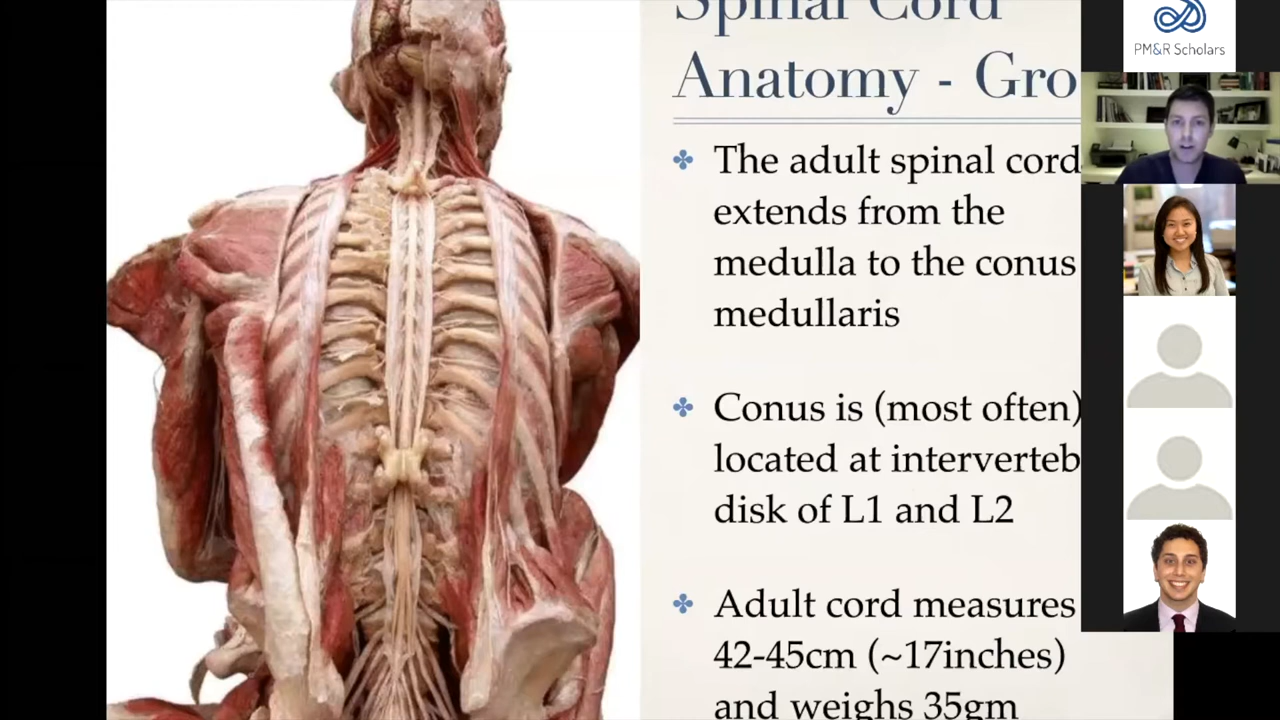 Spinal Cord
Anatomy - Gro
The adult spinal cord
extends from the
medulla to the conus
medullaris
Conus is (most often)
located at interverteb
disk of L1 and L2
Adult cord measures
42-45cm (~17inches)
and weighs 35gm
PM&R Scholars